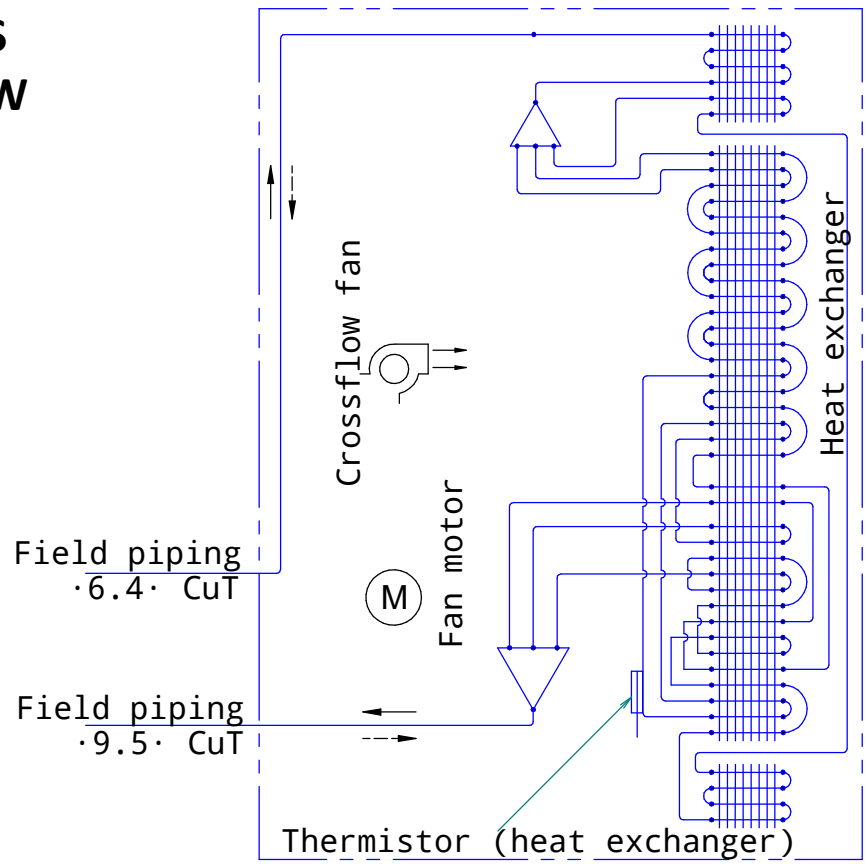 S
W
Crossflow fan
Heat exchanger
Fan motor
Field piping
·6.4· CuT
M
Field piping
·9.5· CuT
Thermistor (heat exchanger)